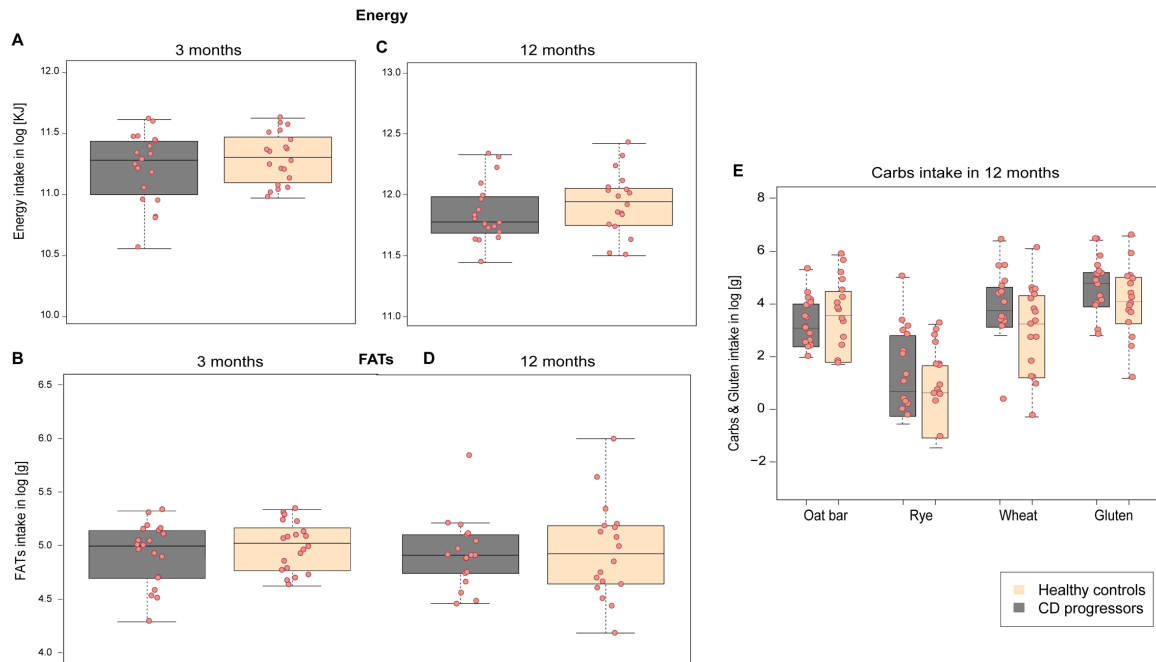 Energy
A
3 months
12.0
11.5
11.0
10.5
10.0
Energy intake in log [KJ]
C
12 months
13.0
12.5
12.0
11.5
11.0
B
3 months
FATs
6.5
6.0
5.5
5.0
4.5
4.0
FATs intake in log [g]
D
12 months
E
Carbs intake in 12 months
8
6
4
2
0
−2
Carbs & Gluten intake in log [g]
Oat bar
Rye
Wheat
Gluten
Healthy controls
CD progressors